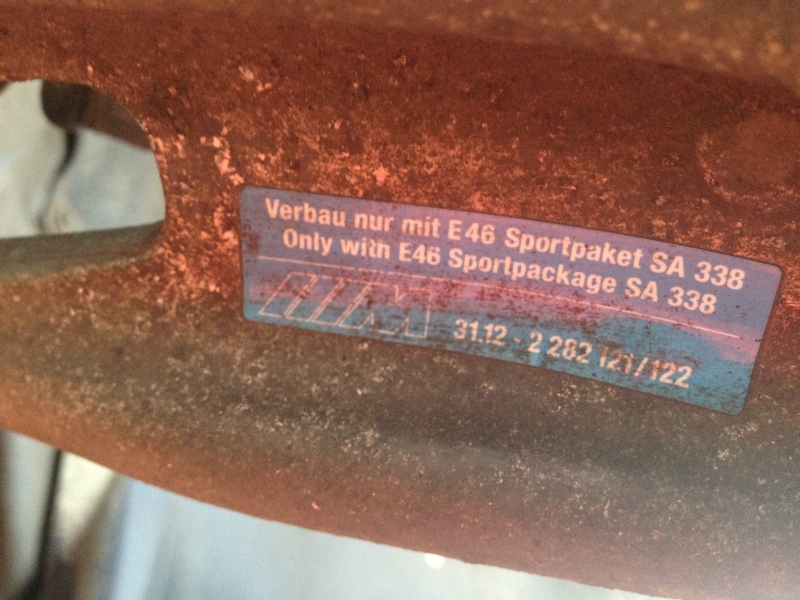 Verbau nur mit E46 Sportpaket SA 338
Only with E46 Sportpackage SA 338
M
31.12 - 2 282 121/122